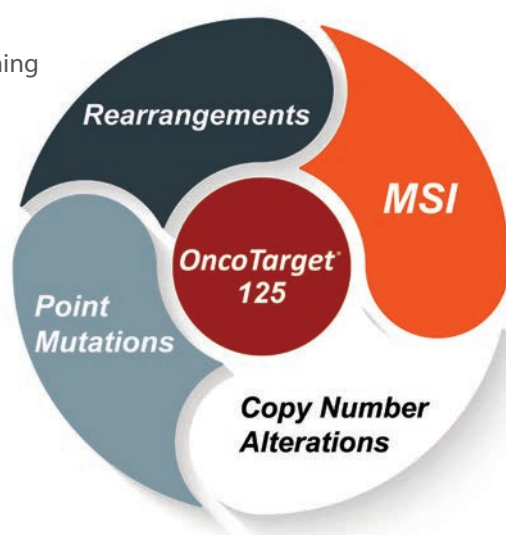 Rearrangements
MSI
OncoTarget®
125
Point
Mutations
Copy Number
Alterations